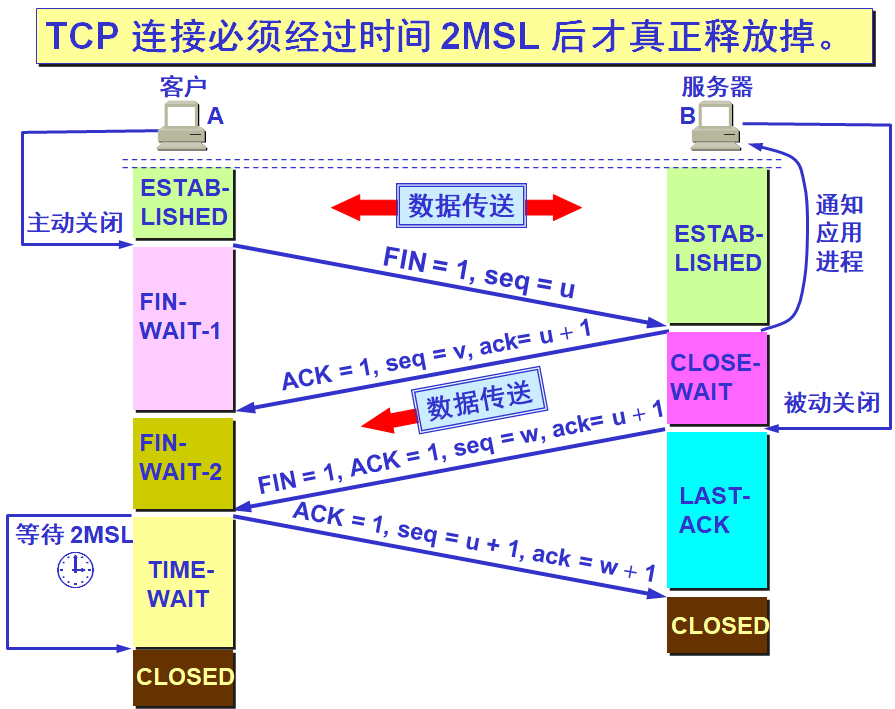 TCP 连接必须经过时间 2MSL 后才真正释放掉。
客户
A
服务器
B
ESTAB-
LISHED
数据传送
主动关闭
ESTAB-
LISHED
通知
应用
进程
FIN = 1, seq = u
FIN-
WAIT-1
ACK = 1, seq = v, ack= u + 1
CLOSE-
WAIT
数据传送
被动关闭
FIN-
WAIT-2
FIN = 1, ACK = 1, seq = w, ack= u + 1
LAST-
ACK
等待 2MSL
ACK = 1, seq = u + 1, ack = w + 1
TIME-
WAIT
CLOSED
CLOSED